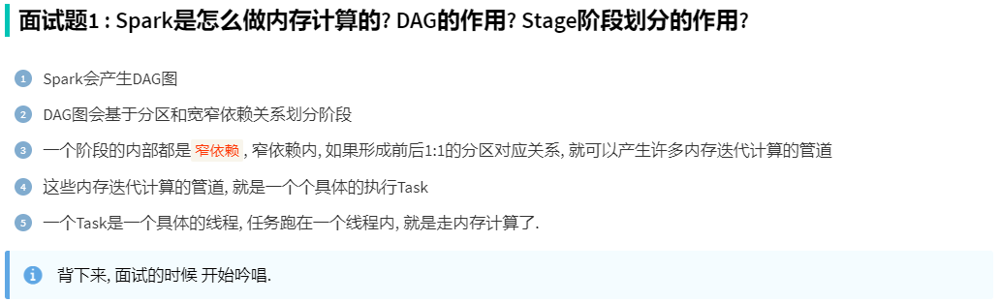 面试题1 : Spark是怎么做内存计算的? DAG的作用? Stage阶段划分的作用?
1 Spark会产生DAG图
2 DAG图会基于分区和宽窄依赖关系划分阶段
3 一个阶段的内部都是 窄依赖 , 窄依赖内, 如果形成前后1:1的分区对应关系, 就可以产生许多内存迭代计算的管道
4 这些内存迭代计算的管道, 就是一个个具体的执行Task
5 一个Task是一个具体的线程, 任务跑在一个线程内, 就是走内存计算了.
背下来, 面试的时候 开始吟唱.